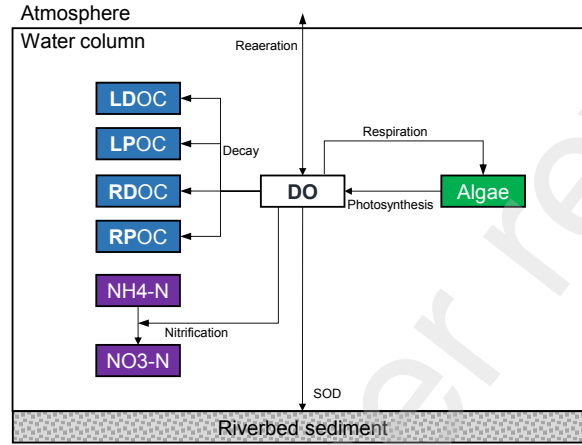 Atmosphere
Water column
Reaeration
LDOC
LPOC
Decay
Respiration
RDOC
DO
Photosynthesis
Algae
RPOC
NH4-N
Nitrification
NO3-N
SOD
Riverbed sediment